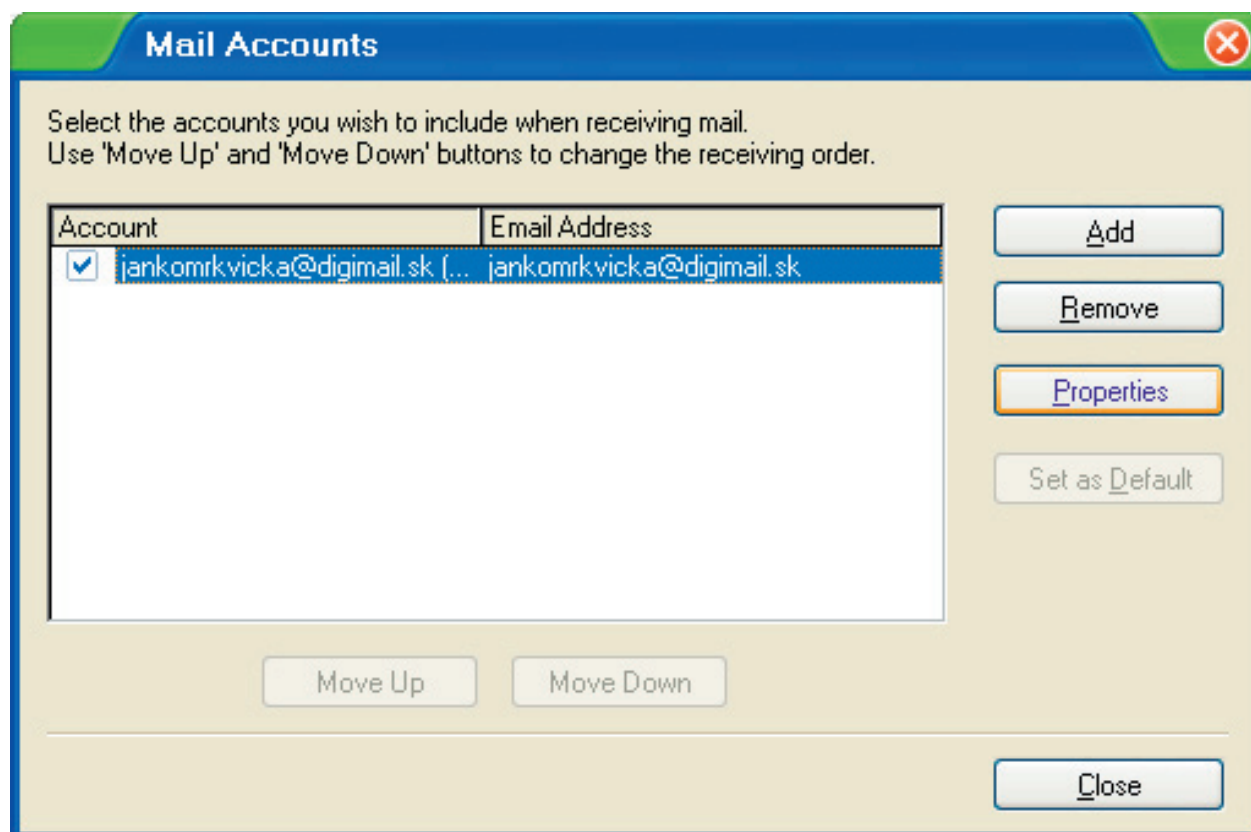 Mail Accounts
Select the accounts you wish to include when receiving mail.
Use 'Move Up' and 'Move Down' buttons to change the receiving order.
Account Email Address
jankomrkvicka@digimail.sk (... jankomrkvicka@digimail.sk
Add
Remove
Properties
Set as Default
Move Up Move Down
Close